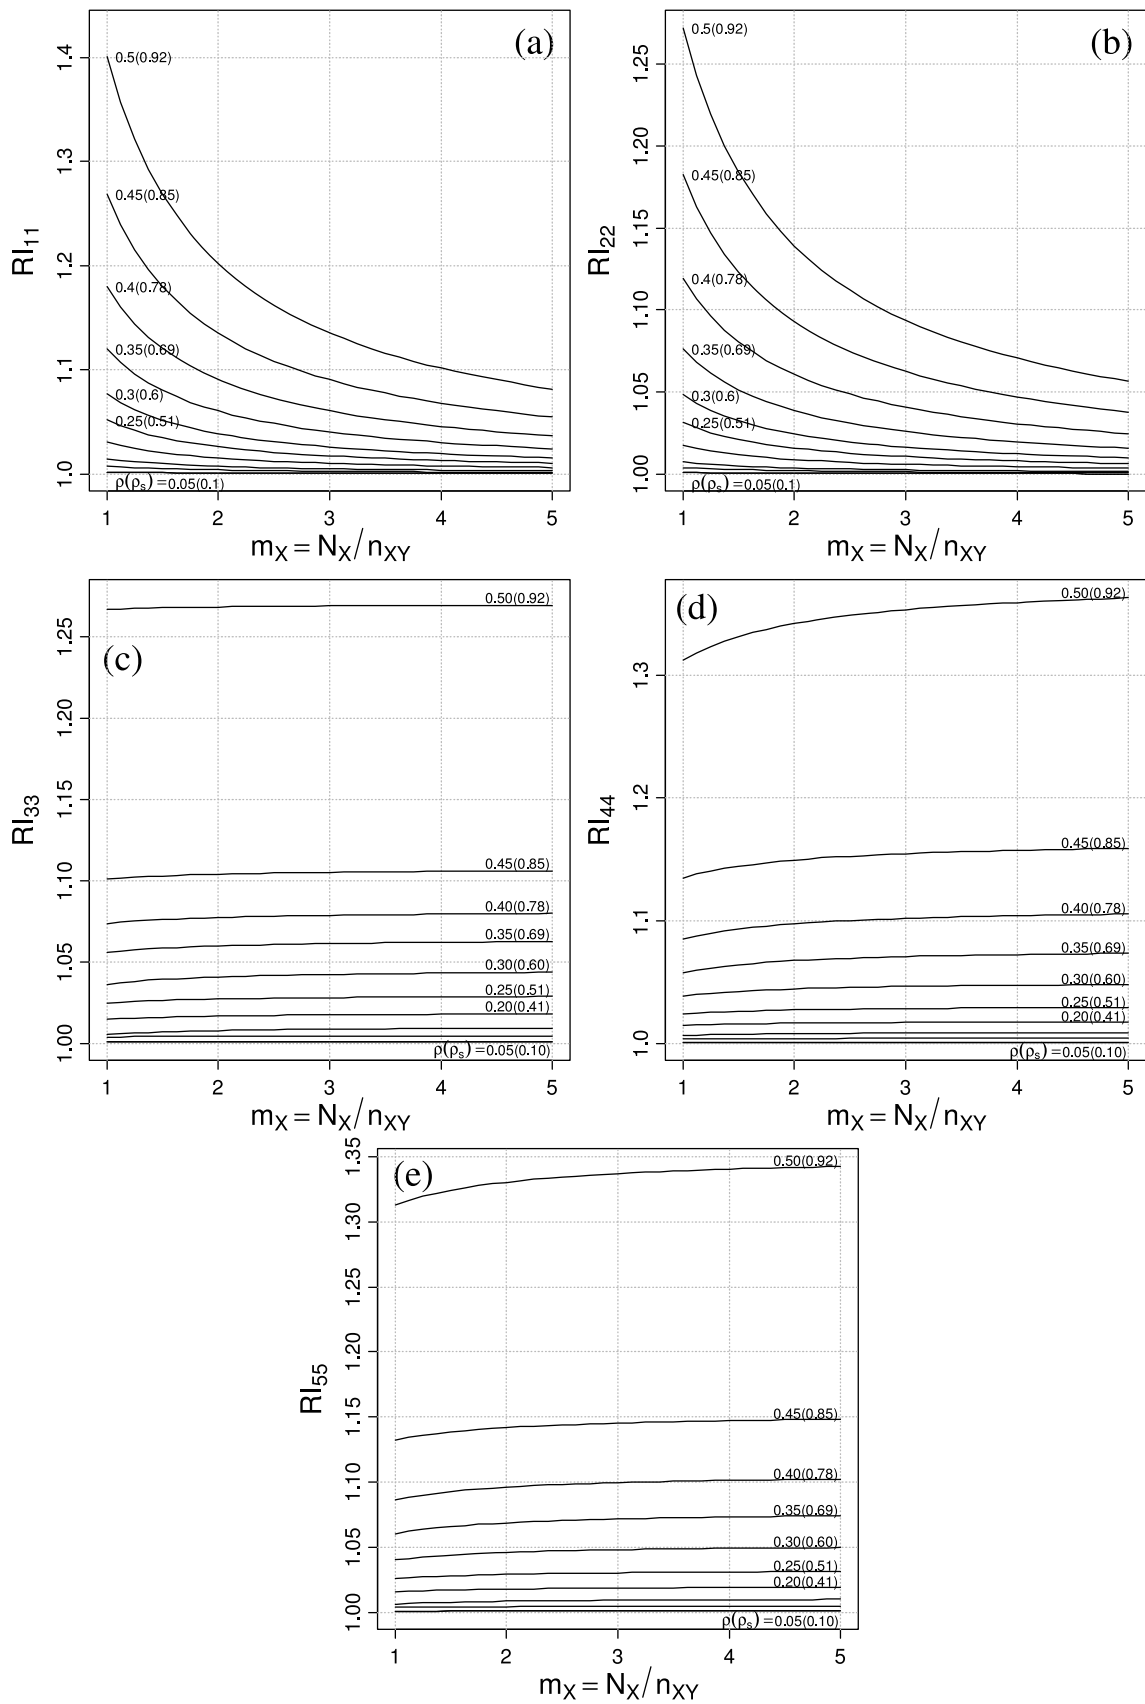 (a)
1.4
1.3
1.2
1.1
1.0
RI11
0.5(0.92)
0.45(0.85)
0.4(0.78)
0.35(0.69)
0.3(0.6)
0.25(0.51)
ρ(ρs) = 0.05(0.1)
1 2 3 4 5
mX = NX/nXY
(b)
1.25
1.20
1.15
1.10
1.05
1.00
RI22
0.5(0.92)
0.45(0.85)
0.4(0.78)
0.35(0.69)
0.3(0.6)
0.25(0.51)
ρ(ρs) = 0.05(0.1)
1 2 3 4 5
mX = NX/nXY
(c)
1.25
1.20
1.15
1.10
1.05
1.00
RI33
0.50(0.92)
0.45(0.85)
0.40(0.78)
0.35(0.69)
0.30(0.60)
0.25(0.51)
0.20(0.41)
ρ(ρs) = 0.05(0.10)
1 2 3 4 5
mX = NX/nXY
(d)
1.3
1.2
1.1
1.0
RI44
0.50(0.92)
0.45(0.85)
0.40(0.78)
0.35(0.69)
0.30(0.60)
0.25(0.51)
0.20(0.41)
ρ(ρs) = 0.05(0.10)
1 2 3 4 5
mX = NX/nXY
(e)
1.35
1.30
1.25
1.20
1.15
1.10
1.05
1.00
RI55
0.50(0.92)
0.45(0.85)
0.40(0.78)
0.35(0.69)
0.30(0.60)
0.25(0.51)
0.20(0.41)
ρ(ρs) = 0.05(0.10)
1 2 3 4 5
mX = NX/nXY